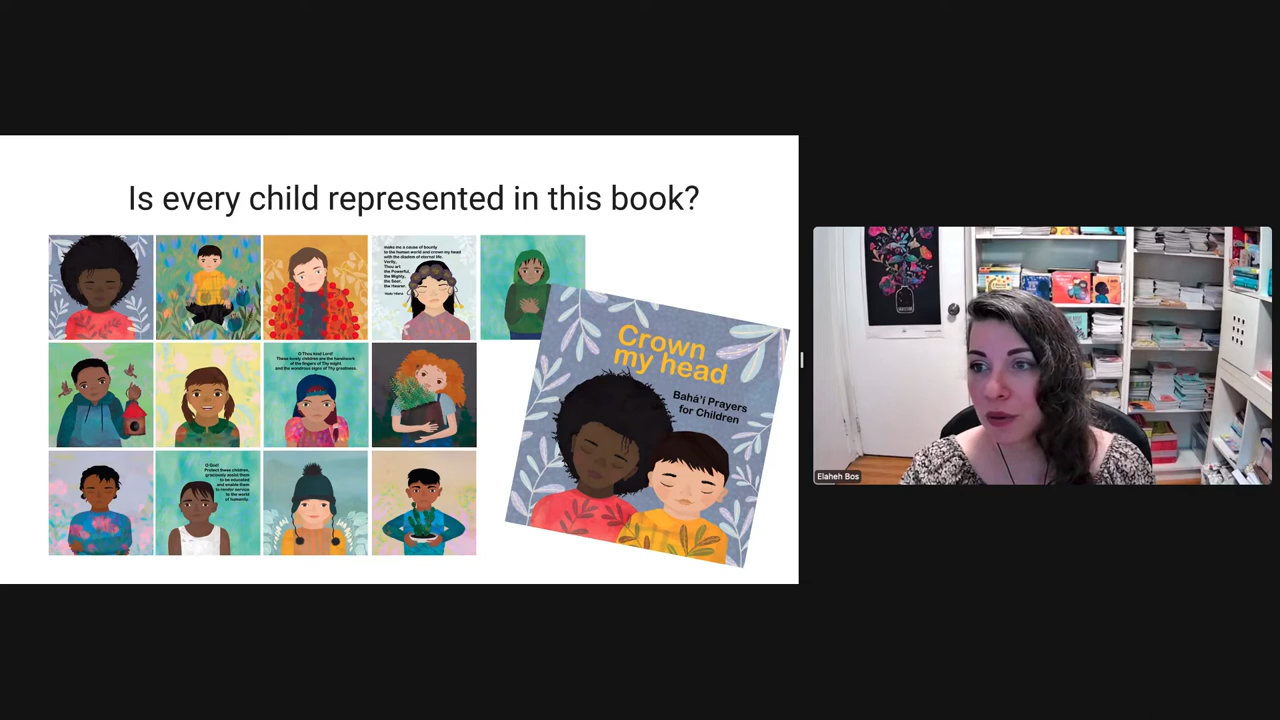 Is every child represented in this book?
make me a cause of bounty
to the human world and crown my head
with the diadem of eternal life.
Verily,
Thou art
the Powerful,
the Mighty,
the Seer,
the Hearer.
O Thou kind Lord!
These lovely children are the handiwork
of the fingers of Thy might
and the wondrous signs of Thy greatness.
O God!
Protect these children,
graciously assist them
to be educated
and enable them
to render service
to the world
of humanity.
Crown
my head
Bahá'í Prayers
for Children
Elaheh Bos